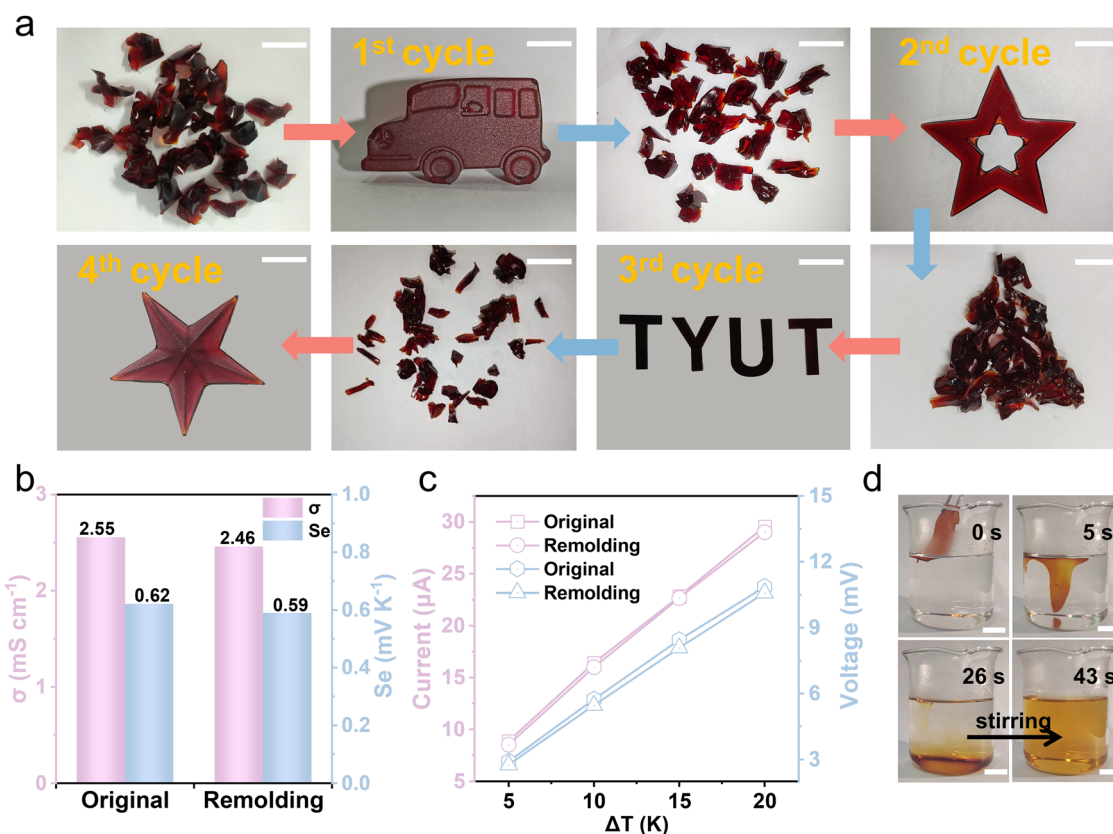 a
1st cycle
2nd cycle
4th cycle
3rd cycle
TYUT
b
σ (mS cm⁻¹)
3
2
1
0
2.55
0.62
2.46
0.59
σ
Se
1.0
0.8
0.6
0.4
0.2
0.0
Se (mV K⁻¹)
Original
Remolding
c
Current (µA)
30
25
20
15
10
5
Original
Remolding
Original
Remolding
15
12
9
6
3
Voltage (mV)
5
10
15
20
ΔT (K)
d
0 s
5 s
26 s
43 s
stirring